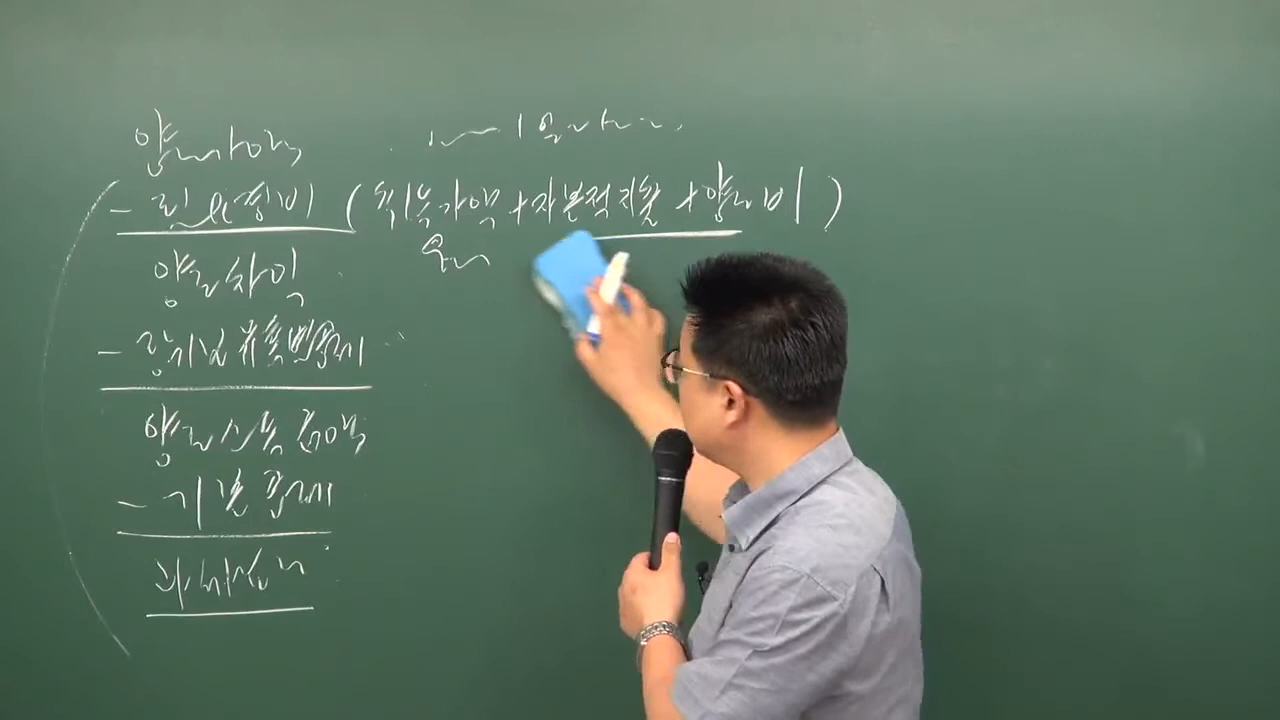 양도가액
- 필요경비 (취득가액 + 자본적지출 + 양도비)
양도차익
- 장기보유특별공제
양도소득금액
- 기본공제
과세표준